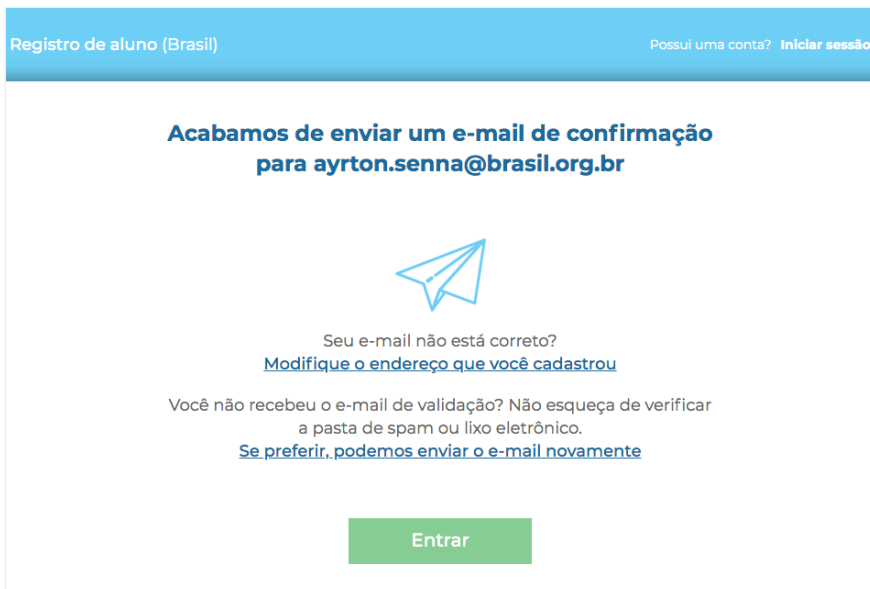 Registro de aluno (Brasil)
Possui uma conta? Iniciar sessão
Acabamos de enviar um e-mail de confirmação
para ayrton.senna@brasil.org.br
Seu e-mail não está correto?
Modifique o endereço que você cadastrou
Você não recebeu o e-mail de validação? Não esqueça de verificar
a pasta de spam ou lixo eletrônico.
Se preferir, podemos enviar o e-mail novamente
Entrar